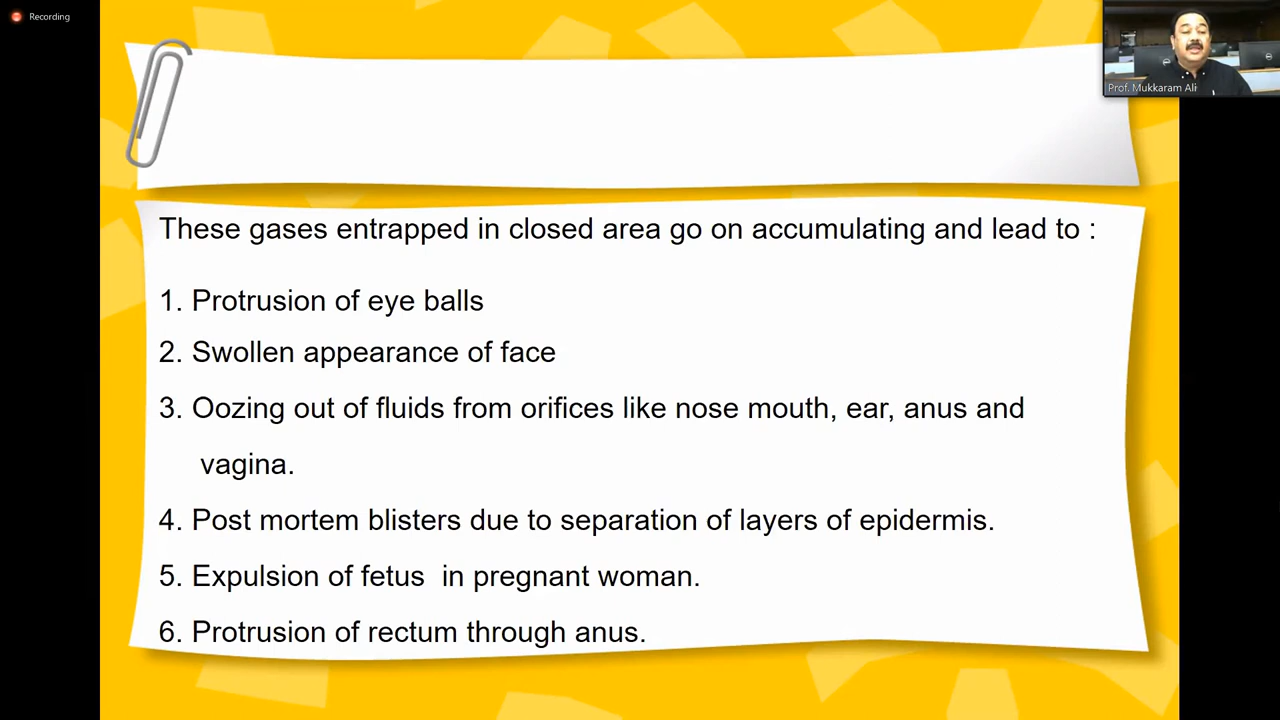 Recording
Prof. Mukkaram Ali
These gases entrapped in closed area go on accumulating and lead to :
1. Protrusion of eye balls
2. Swollen appearance of face
3. Oozing out of fluids from orifices like nose mouth, ear, anus and
vagina.
4. Post mortem blisters due to separation of layers of epidermis.
5. Expulsion of fetus in pregnant woman.
6. Protrusion of rectum through anus.